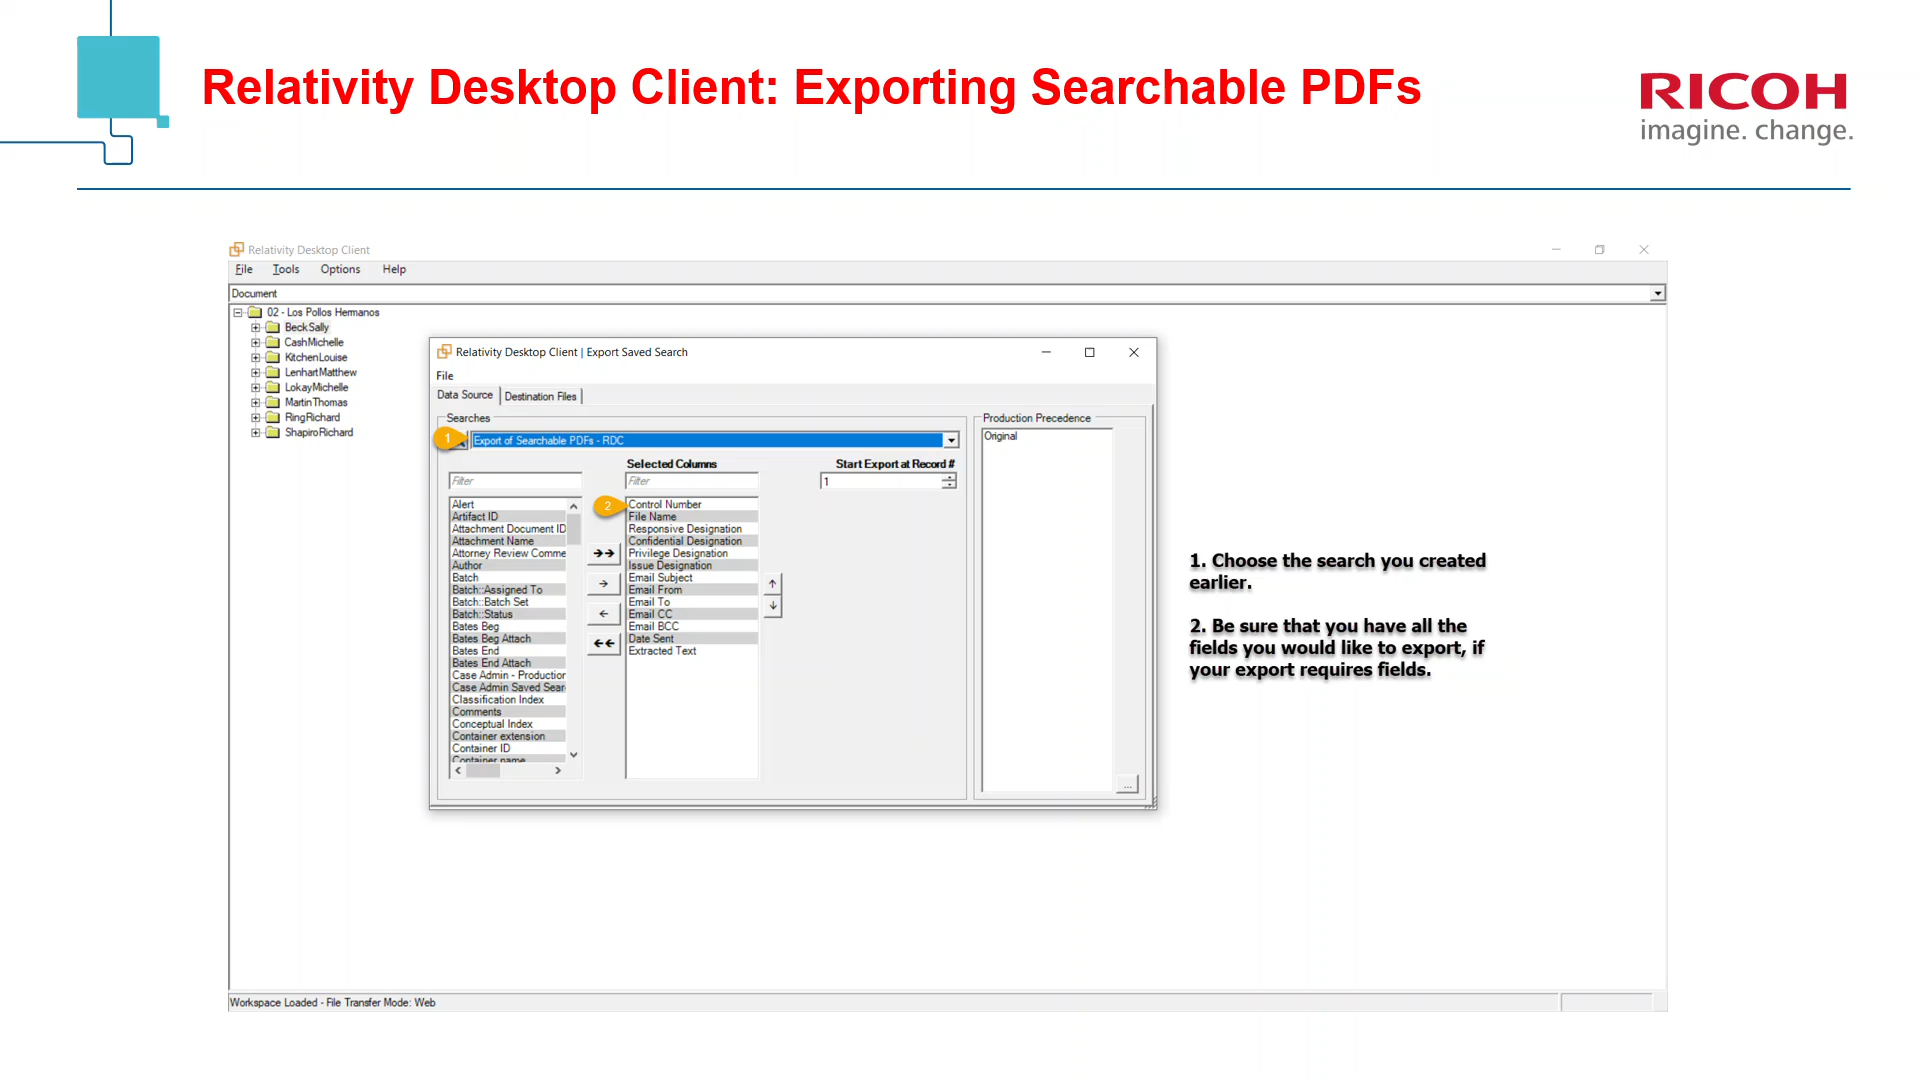 Relativity Desktop Client: Exporting Searchable PDFs
RICOH
imagine. change.
Relativity Desktop Client
File Tools Options Help
Document
02 - Los Pollos Hermanos
BeckSally
CashMichelle
KitchenLouise
LenhartMatthew
LokayMichelle
MartinThomas
RingRichard
ShapiroRichard
Relativity Desktop Client | Export Saved Search
File
Data Source
Destination Files
Searches
1
Export of Searchable PDFs - RDC
Filter
Alert
Artifact ID
Attachment Document ID
Attachment Name
Attorney Review Comme
Author
Batch
Batch::Assigned To
Batch::Batch Set
Batch::Status
Bates Beg
Bates Beg Attach
Bates End
Bates End Attach
Case Admin - Production
Case Admin Saved Sear
Classification Index
Comments
Conceptual Index
Container extension
Container ID
Container name
Selected Columns
Filter
2
Control Number
File Name
Responsive Designation
Confidential Designation
Privilege Designation
Issue Designation
Email Subject
Email From
Email To
Email CC
Email BCC
Date Sent
Extracted Text
Start Export at Record #
1
Production Precedence
Original
...
1. Choose the search you created
earlier.
2. Be sure that you have all the
fields you would like to export, if
your export requires fields.
Workspace Loaded - File Transfer Mode: Web